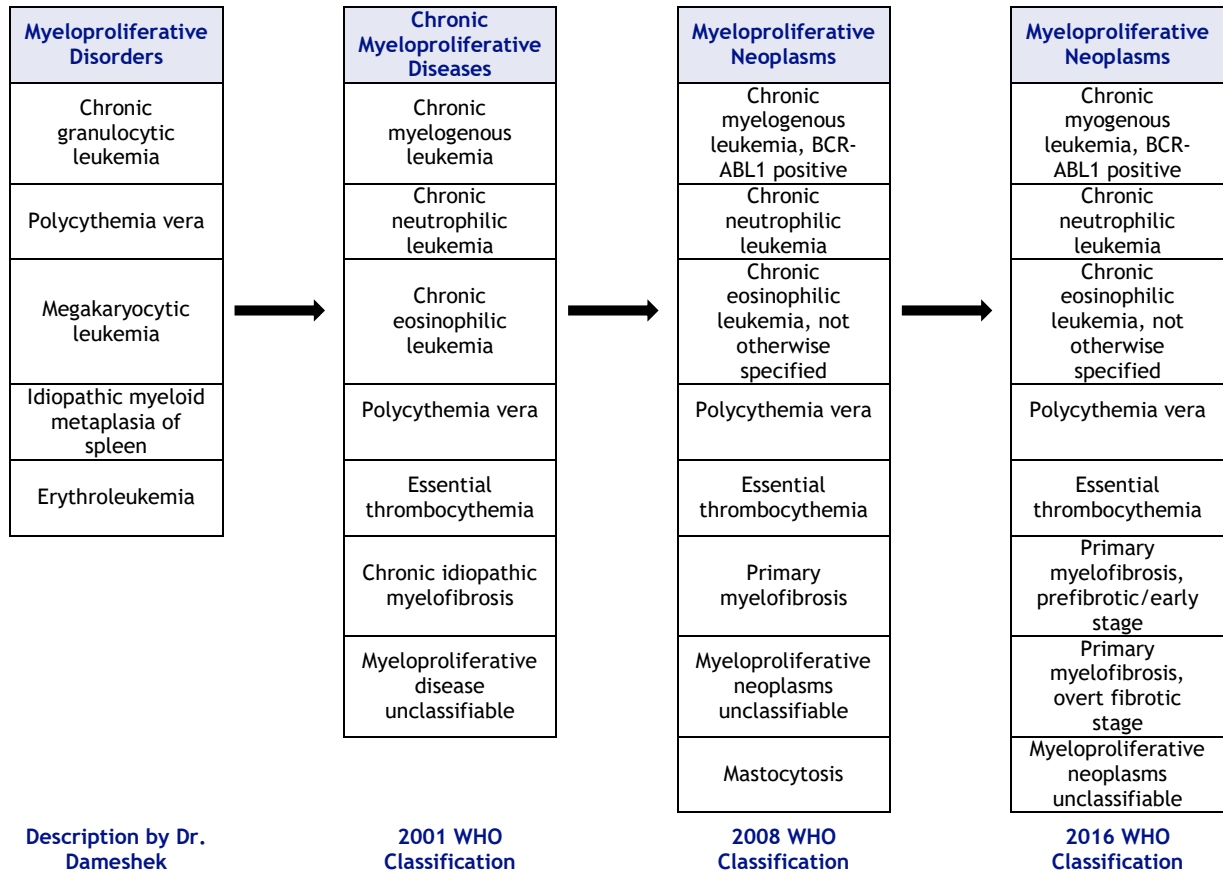 Myeloproliferative
Disorders
Chronic
granulocytic
leukemia
Polycythemia vera
Megakaryocytic
leukemia
Idiopathic myeloid
metaplasia of
spleen
Erythroleukemia
Description by Dr.
Dameshek
Chronic
Myeloproliferative
Diseases
Chronic
myelogenous
leukemia
Chronic
neutrophilic
leukemia
Chronic
eosinophilic
leukemia
Polycythemia vera
Essential
thrombocythemia
Chronic idiopathic
myelofibrosis
Myeloproliferative
disease
unclassifiable
2001 WHO
Classification
Myeloproliferative
Neoplasms
Chronic
myelogenous
leukemia, BCR-
ABL1 positive
Chronic
neutrophilic
leukemia
Chronic
eosinophilic
leukemia, not
otherwise
specified
Polycythemia vera
Essential
thrombocythemia
Primary
myelofibrosis
Myeloproliferative
neoplasms
unclassifiable
Mastocytosis
2008 WHO
Classification
Myeloproliferative
Neoplasms
Chronic
myogenous
leukemia, BCR-
ABL1 positive
Chronic
neutrophilic
leukemia
Chronic
eosinophilic
leukemia, not
otherwise
specified
Polycythemia vera
Essential
thrombocythemia
Primary
myelofibrosis,
prefibrotic/early
stage
Primary
myelofibrosis,
overt fibrotic
stage
Myeloproliferative
neoplasms
unclassifiable
2016 WHO
Classification